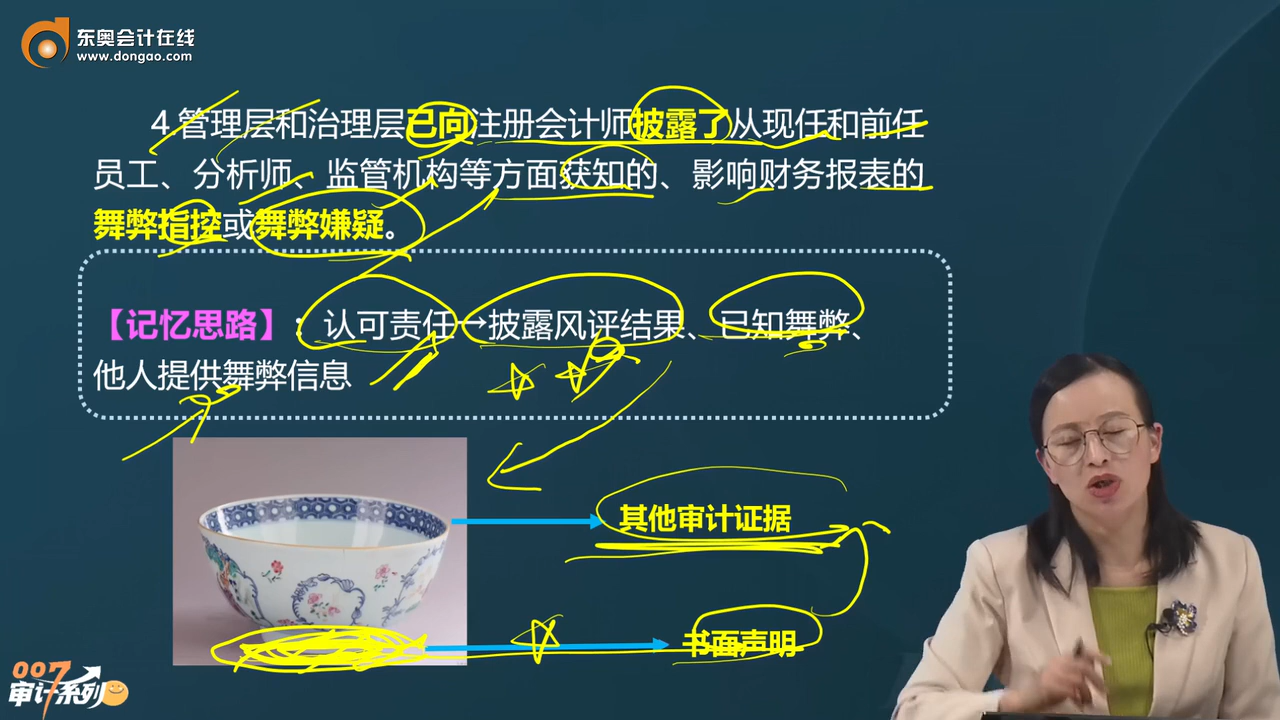 东奥会计在线
www.dongao.com
4.管理层和治理层已向注册会计师披露了从现任和前任
员工、分析师、监管机构等方面获知的、影响财务报表的
舞弊指控或舞弊嫌疑。
【记忆思路】：认可责任→披露风评结果、已知舞弊、
他人提供舞弊信息
其他审计证据
书面声明
007
审计系列